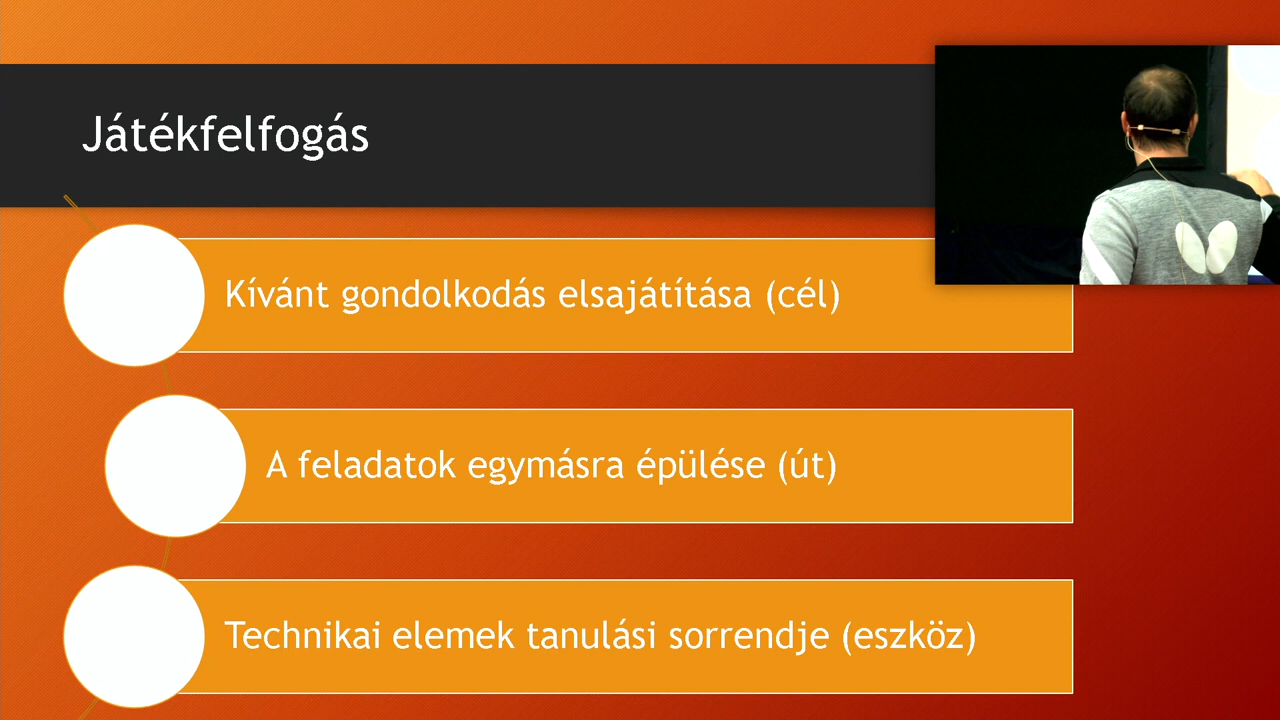 Játékfelfogás
Kívánt gondolkodás elsajátítása (cél)
A feladatok egymásra épülése (út)
Technikai elemek tanulási sorrendje (eszköz)